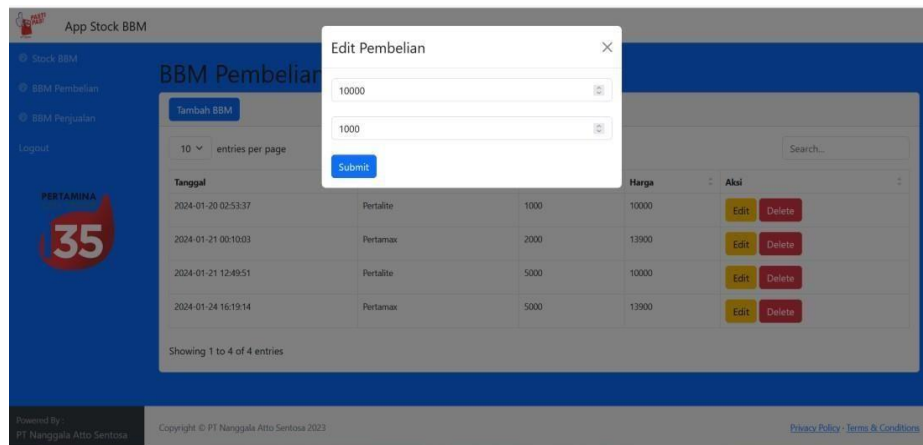 PASTI PAS!
App Stock BBM
Edit Pembelian
Stock BBM
BBM Pembelian
BBM Penjualan
Logout
BBM Pembelian
10000
1000
Submit
Tambah BBM
10 entries per page
Search...
Tanggal Harga Aksi
2024-01-20 02:53:37 Pertalite 1000 10000 Edit Delete
2024-01-21 00:10:03 Pertamax 2000 13900 Edit Delete
2024-01-21 12:49:51 Pertalite 5000 10000 Edit Delete
2024-01-24 16:19:14 Pertamax 5000 13900 Edit Delete
Showing 1 to 4 of 4 entries
PERTAMINA
35
Powered By :
PT Nanggala Atto Sentosa
Copyright © PT Nanggala Atto Sentosa 2023
Privacy Policy · Terms & Conditions